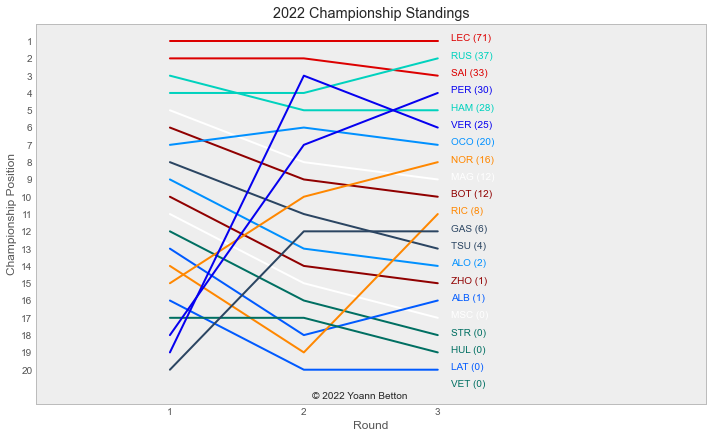 2022 Championship Standings
Championship Position
1
2
3
4
5
6
7
8
9
10
11
12
13
14
15
16
17
18
19
20
LEC (71)
RUS (37)
SAI (33)
PER (30)
HAM (28)
VER (25)
OCO (20)
NOR (16)
MAG (12)
BOT (12)
RIC (8)
GAS (6)
TSU (4)
ALO (2)
ZHO (1)
ALB (1)
MSC (0)
STR (0)
HUL (0)
LAT (0)
VET (0)
© 2022 Yoann Betton
1 2 3
Round